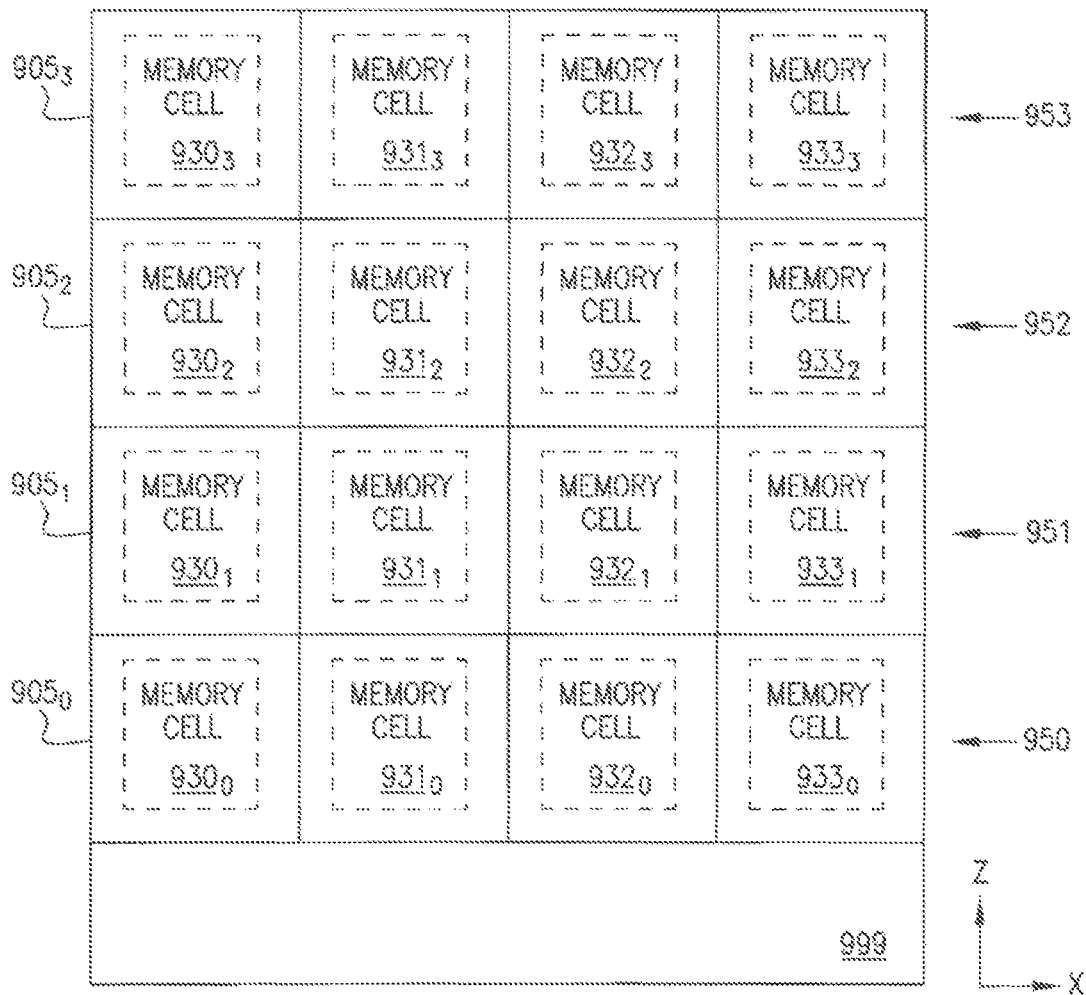 MEMORY CELL 930₃ MEMORY CELL 931₃ MEMORY CELL 932₃ MEMORY CELL 933₃
905₃ 953
MEMORY CELL 930₂ MEMORY CELL 931₂ MEMORY CELL 932₂ MEMORY CELL 933₂
905₂ 952
MEMORY CELL 930₁ MEMORY CELL 931₁ MEMORY CELL 932₁ MEMORY CELL 933₁
905₁ 951
MEMORY CELL 930₀ MEMORY CELL 931₀ MEMORY CELL 932₀ MEMORY CELL 933₀
905₀ 950
999
Z
X